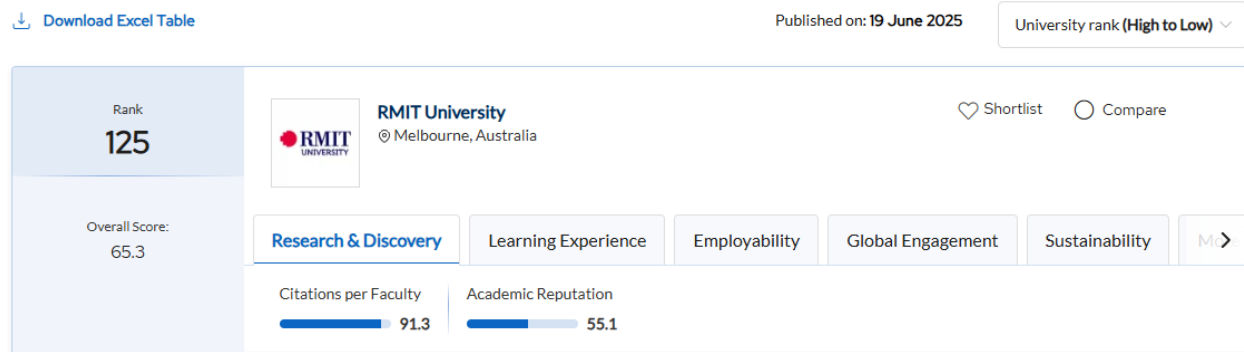 Download Excel Table
Published on: 19 June 2025
University rank (High to Low)
Rank
125
Overall Score:
65.3
RMIT
UNIVERSITY
RMIT University
Melbourne, Australia
Shortlist
Compare
Research & Discovery
Learning Experience
Employability
Global Engagement
Sustainability
Citations per Faculty
91.3
Academic Reputation
55.1